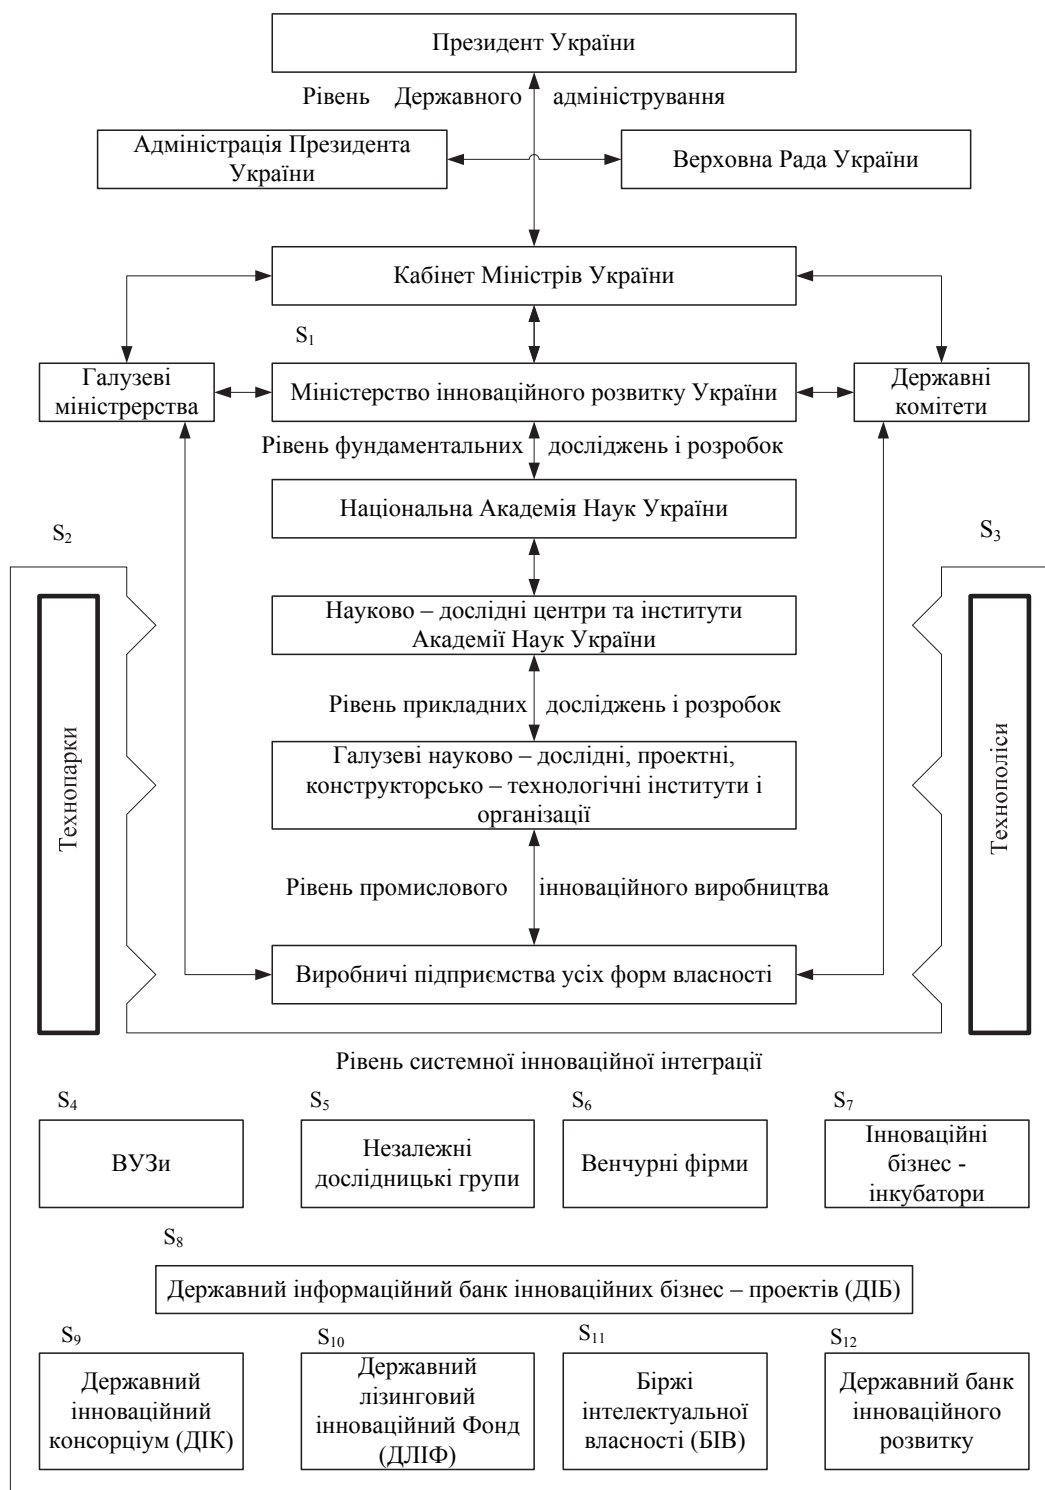 Президент України
Рівень Державного адміністрування
Адміністрація Президента
України
Верховна Рада України
Кабінет Міністрів України
S1
Галузеві
міністрерства
Міністерство інноваційного розвитку України
Державні
комітети
Рівень фундаментальних досліджень і розробок
Національна Академія Наук України
S2
S3
Науково – дослідні центри та інститути
Академії Наук України
Рівень прикладних досліджень і розробок
Технопарки
Технополіси
Галузеві науково – дослідні, проектні,
конструкторсько – технологічні інститути і
організації
Рівень промислового інноваційного виробництва
Виробничі підприємства усіх форм власності
Рівень системної інноваційної інтеграції
S4
S5
S6
S7
ВУЗи
Незалежні
дослідницькі групи
Венчурні фірми
Інноваційні
бізнес -
інкубатори
S8
Державний інформаційний банк інноваційних бізнес – проектів (ДІБ)
S9
S10
S11
S12
Державний
інноваційний
консорціум (ДІК)
Державний
лізинговий
інноваційний Фонд
(ДЛІФ)
Біржі
інтелектуальної
власності (БІВ)
Державний банк
інноваційного
розвитку